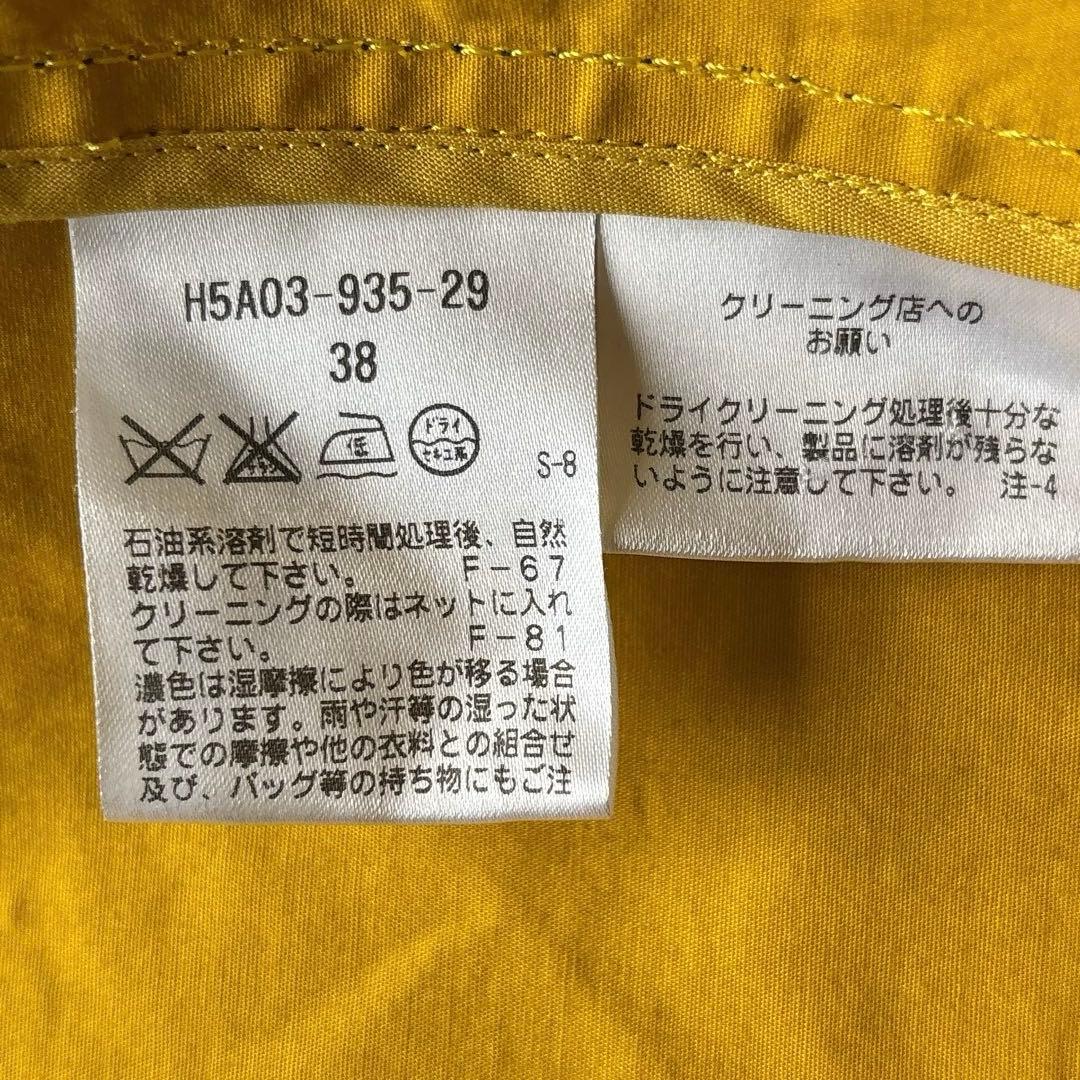 H5A03-935-29
38
ドライ
セキユ系
S-8
石油系溶剤で短時間処理後、自然
乾燥して下さい。 F-67
クリーニングの際はネットに入れ
て下さい。 F-81
濃色は湿摩擦により色が移る場合
があります。雨や汗等の湿った状
態での摩擦や他の衣料との組合せ
及び、バッグ等の持ち物にもご注
クリーニング店への
お願い
ドライクリーニング処理後十分な
乾燥を行い、製品に溶剤が残らな
いように注意して下さい。 注-4